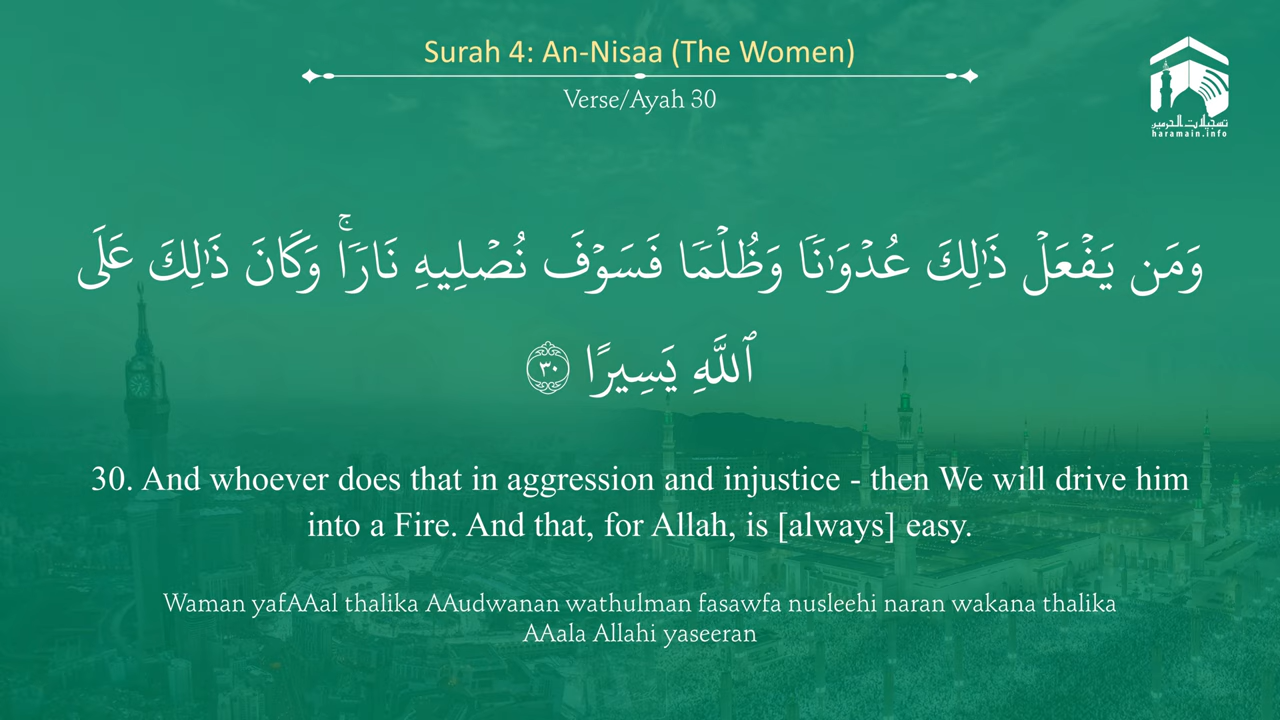 Surah 4: An-Nisaa (The Women)
Verse/Ayah 30
تسجيلات الحرمين
haramain.info
وَمَن يَفْعَلْ ذَٰلِكَ عُدْوَٰنًا وَظُلْمًا فَسَوْفَ نُصْلِيهِ نَارًا ۚ وَكَانَ ذَٰلِكَ عَلَى
ٱللَّهِ يَسِيرًا ٣٠
30. And whoever does that in aggression and injustice - then We will drive him
into a Fire. And that, for Allah, is [always] easy.
Waman yafAAal thalika AAudwanan wathulman fasawfa nusleehi naran wakana thalika
AAala Allahi yaseeran